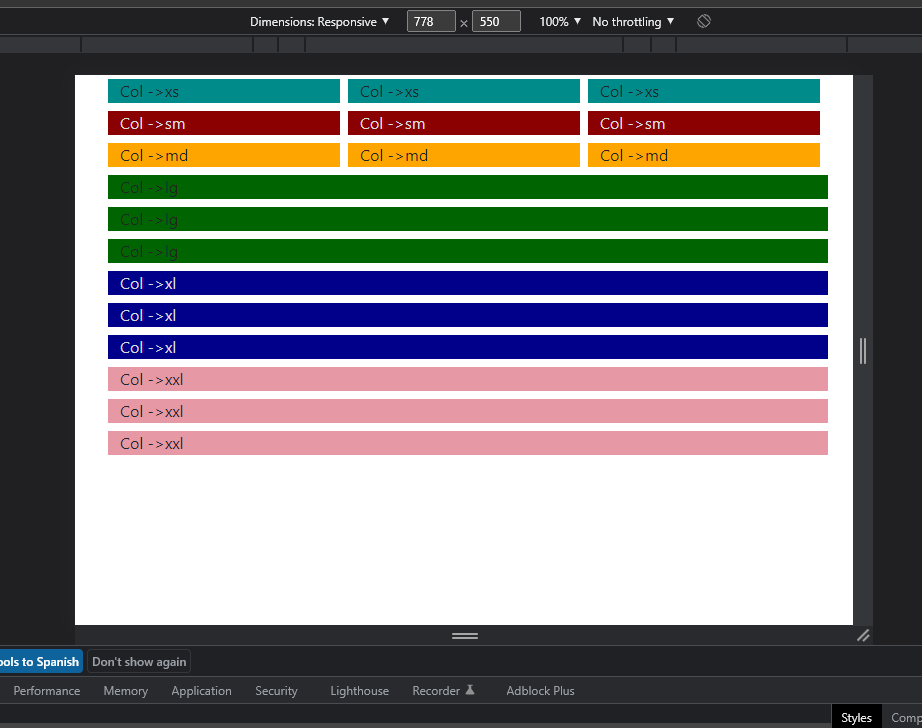 Dimensions: Responsive ▼ 778 × 550 100% ▼ No throttling ▼
Col ->xs Col ->xs Col ->xs
Col ->sm Col ->sm Col ->sm
Col ->md Col ->md Col ->md
Col ->lg
Col ->lg
Col ->lg
Col ->xl
Col ->xl
Col ->xl
Col ->xxl
Col ->xxl
Col ->xxl
ools to Spanish Don't show again
Performance Memory Application Security Lighthouse Recorder Adblock Plus
Styles Comp